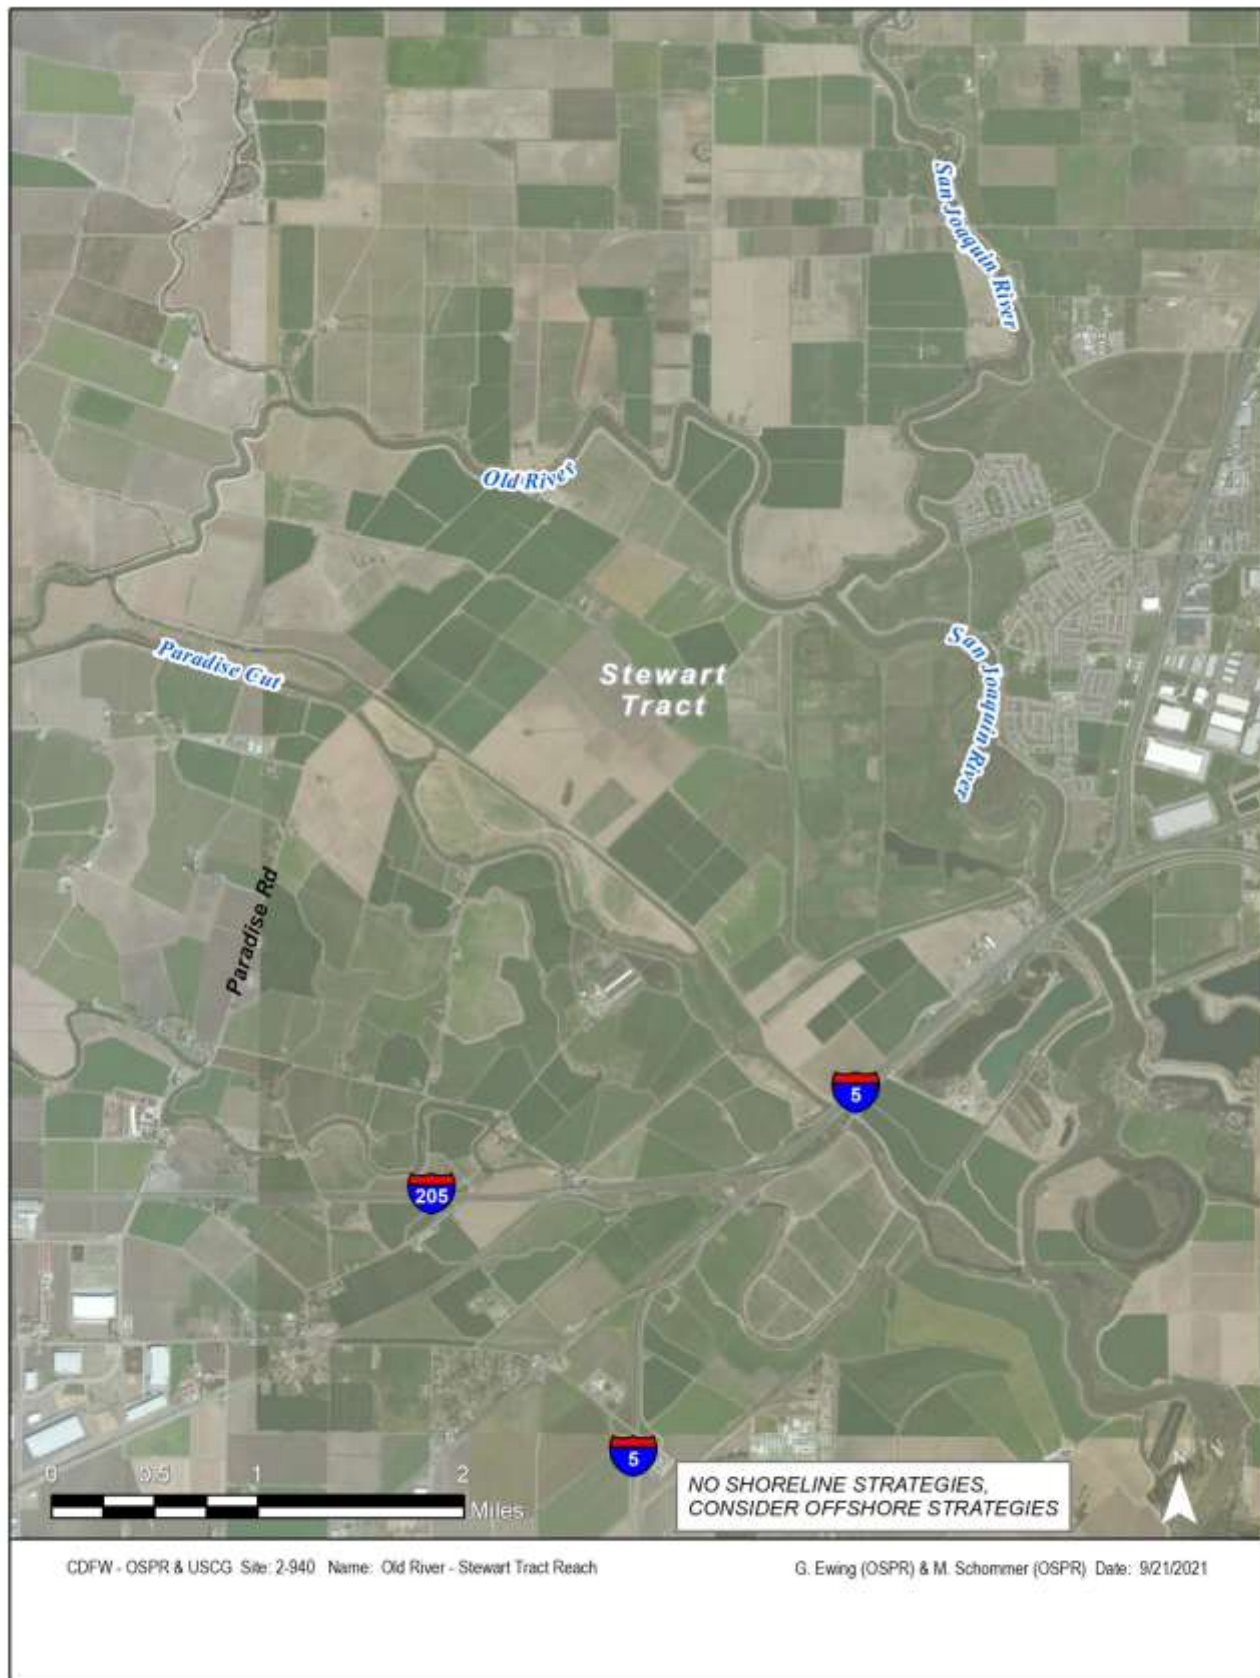 San Joaquin River
Old River
San Joaquin River
Paradise Cut
Stewart
Tract
Paradise Rd
5
205
5
0 0.5 1 2
Miles
NO SHORELINE STRATEGIES,
CONSIDER OFFSHORE STRATEGIES
N
CDFW - OSPR & USCG Site: 2-940 Name: Old River - Stewart Tract Reach
G. Ewing (OSPR) & M. Schommer (OSPR) Date: 9/21/2021